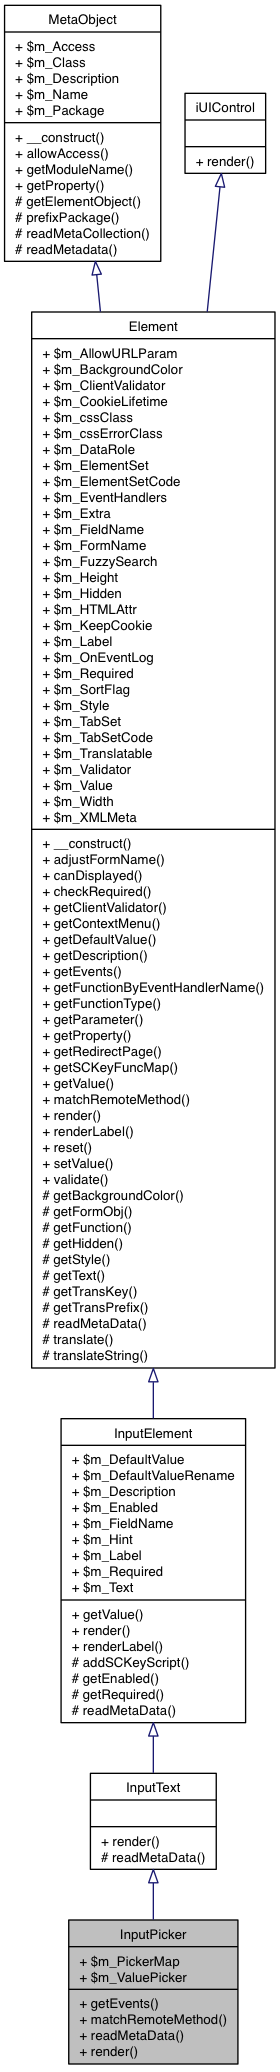 MetaObject
+ $m_Access
+ $m_Class
+ $m_Description
+ $m_Name
+ $m_Package
+ __construct()
+ allowAccess()
+ getModuleName()
+ getProperty()
# getElementObject()
# prefixPackage()
# readMetaCollection()
# readMetadata()
iUIControl
+ render()
Element
+ $m_AllowURLParam
+ $m_BackgroundColor
+ $m_ClientValidator
+ $m_CookieLifetime
+ $m_cssClass
+ $m_cssErrorClass
+ $m_DataRole
+ $m_ElementSet
+ $m_ElementSetCode
+ $m_EventHandlers
+ $m_Extra
+ $m_FieldName
+ $m_FormName
+ $m_FuzzySearch
+ $m_Height
+ $m_Hidden
+ $m_HTMLAttr
+ $m_KeepCookie
+ $m_Label
+ $m_OnEventLog
+ $m_Required
+ $m_SortFlag
+ $m_Style
+ $m_TabSet
+ $m_TabSetCode
+ $m_Translatable
+ $m_Validator
+ $m_Value
+ $m_Width
+ $m_XMLMeta
+ __construct()
+ adjustFormName()
+ canDisplayed()
+ checkRequired()
+ getClientValidator()
+ getContextMenu()
+ getDefaultValue()
+ getDescription()
+ getEvents()
+ getFunctionByEventHandlerName()
+ getFunctionType()
+ getParameter()
+ getProperty()
+ getRedirectPage()
+ getSCKeyFuncMap()
+ getValue()
+ matchRemoteMethod()
+ render()
+ renderLabel()
+ reset()
+ setValue()
+ validate()
# getBackgroundColor()
# getFormObj()
# getFunction()
# getHidden()
# getStyle()
# getText()
# getTransKey()
# getTransPrefix()
# readMetaData()
# translate()
# translateString()
InputElement
+ $m_DefaultValue
+ $m_DefaultValueRename
+ $m_Description
+ $m_Enabled
+ $m_FieldName
+ $m_Hint
+ $m_Label
+ $m_Required
+ $m_Text
+ getValue()
+ render()
+ renderLabel()
# addSCKeyScript()
# getEnabled()
# getRequired()
# readMetaData()
InputText
+ render()
# readMetaData()
InputPicker
+ $m_PickerMap
+ $m_ValuePicker
+ getEvents()
+ matchRemoteMethod()
+ readMetaData()
+ render()